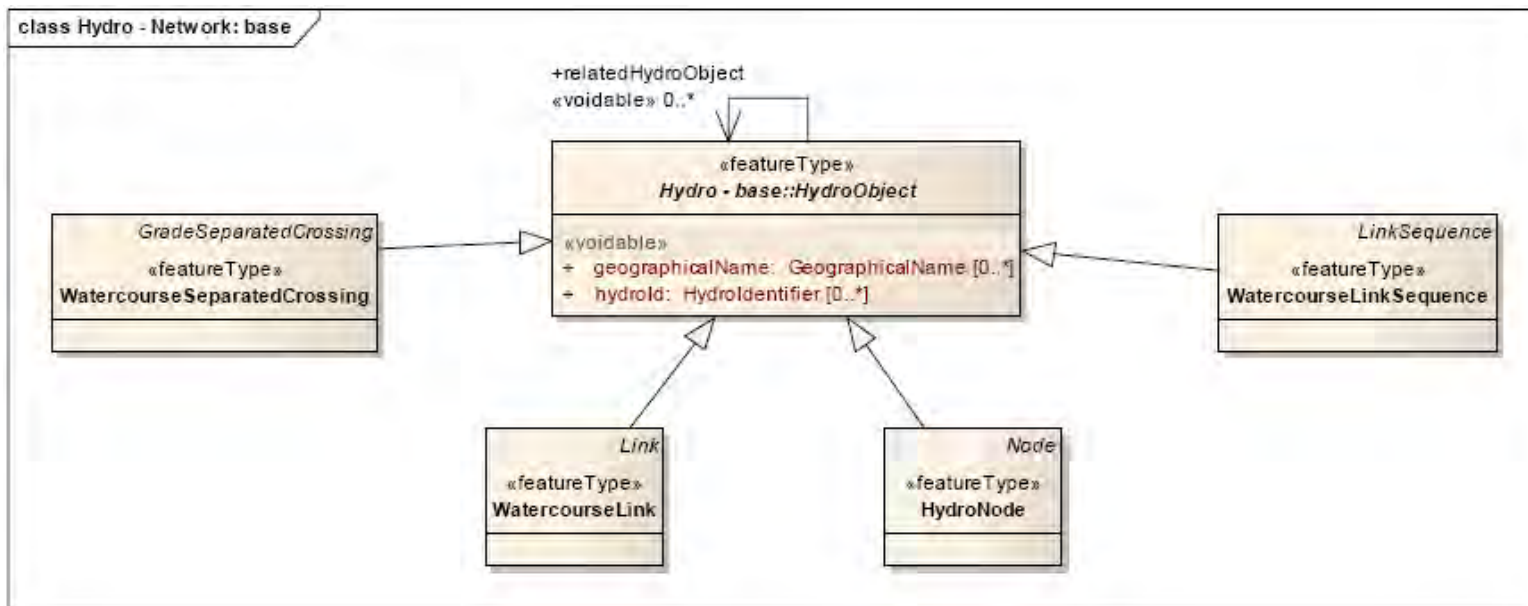 class Hydro - Network: base
+relatedHydroObject
«voidable» 0..*
«featureType»
Hydro - base::HydroObject
«voidable»
+ geographicalName: GeographicalName [0..*]
+ hydroId: HydroIdentifier [0..*]
GradeSeparatedCrossing
«featureType»
WatercourseSeparatedCrossing
LinkSequence
«featureType»
WatercourseLinkSequence
Link
«featureType»
WatercourseLink
Node
«featureType»
HydroNode